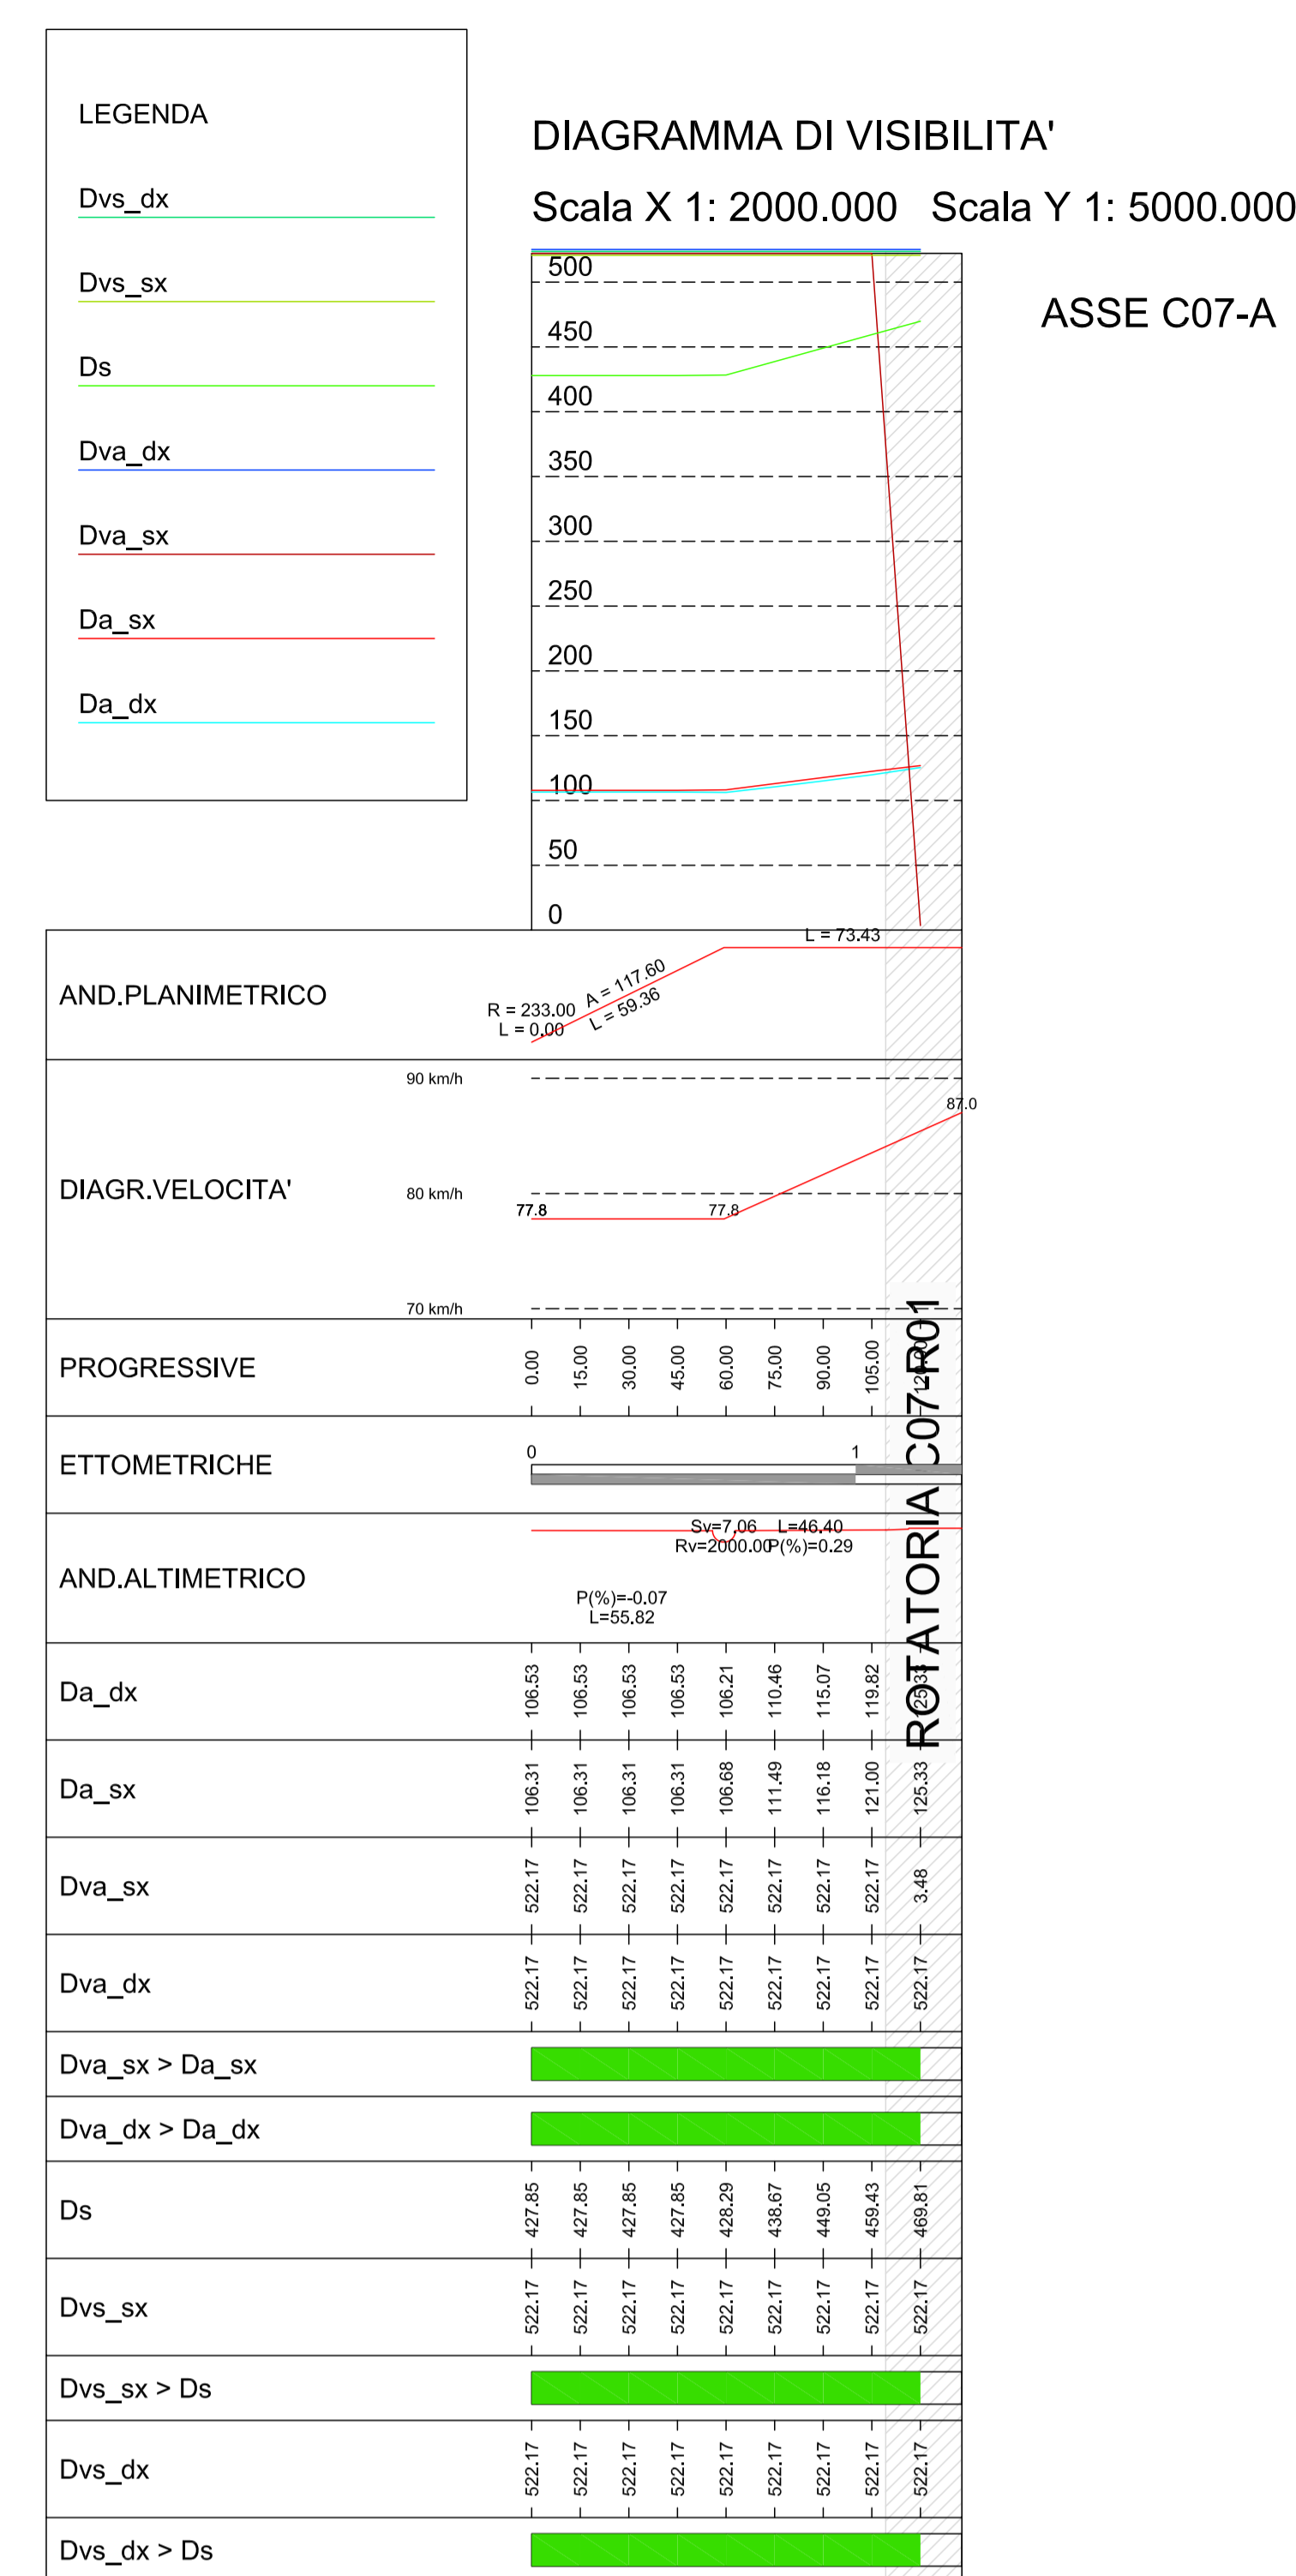 LEGENDA
Dvs_dx
Dvs_sx
Ds
Dva_dx
Dva_sx
Da_sx
Da_dx
DIAGRAMMA DI VISIBILITA'
Scala X 1: 2000.000 Scala Y 1: 5000.000
ASSE C07-A
500
450
400
350
300
250
200
150
100
50
0
AND.PLANIMETRICO
R = 233.00
L = 0.00
A = 117.60
L = 59.36
L = 73.43
DIAGR.VELOCITA'
90 km/h
80 km/h
70 km/h
77.8
77.8
87.0
PROGRESSIVE
0.00 15.00 30.00 45.00 60.00 75.00 90.00 105.00 120.00
ROTATORIA C07-R01
ETTOMETRICHE
0 1
AND.ALTIMETRICO
Sv=7.06 L=46.40
Rv=2000.00 P(%)=0.29
P(%)=-0.07
L=55.82
Da_dx
106.53 106.53 106.53 106.53 106.21 110.46 115.07 119.82 125.33
Da_sx
106.31 106.31 106.31 106.31 106.68 111.49 116.18 121.00 125.33
Dva_sx
522.17 522.17 522.17 522.17 522.17 522.17 522.17 522.17 3.48
Dva_dx
522.17 522.17 522.17 522.17 522.17 522.17 522.17 522.17 522.17
Dva_sx > Da_sx
Dva_dx > Da_dx
Ds
427.85 427.85 427.85 427.85 428.29 438.67 449.05 459.43 469.81
Dvs_sx
522.17 522.17 522.17 522.17 522.17 522.17 522.17 522.17 522.17
Dvs_sx > Ds
Dvs_dx
522.17 522.17 522.17 522.17 522.17 522.17 522.17 522.17 522.17
Dvs_dx > Ds